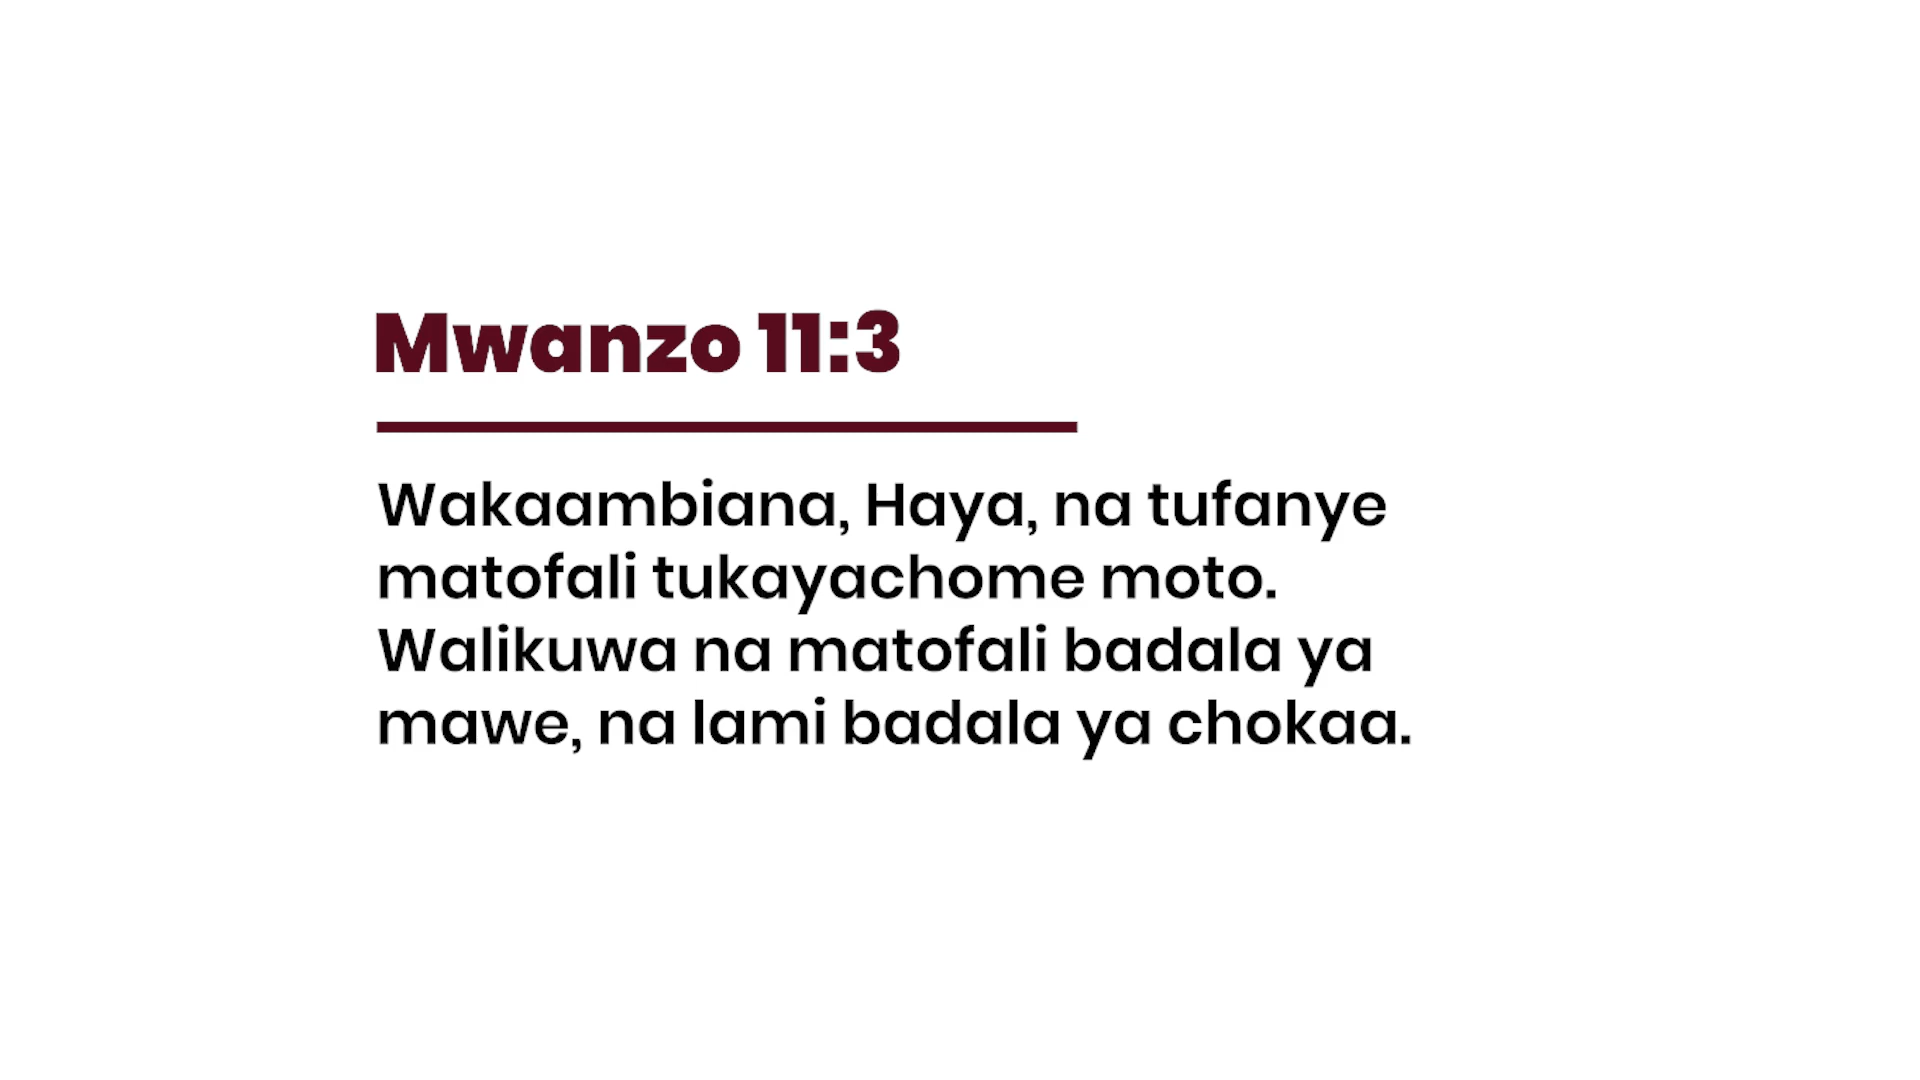 Mwanzo 11:3
Wakaambiana, Haya, na tufanye
matofali tukayachome moto.
Walikuwa na matofali badala ya
mawe, na lami badala ya chokaa.